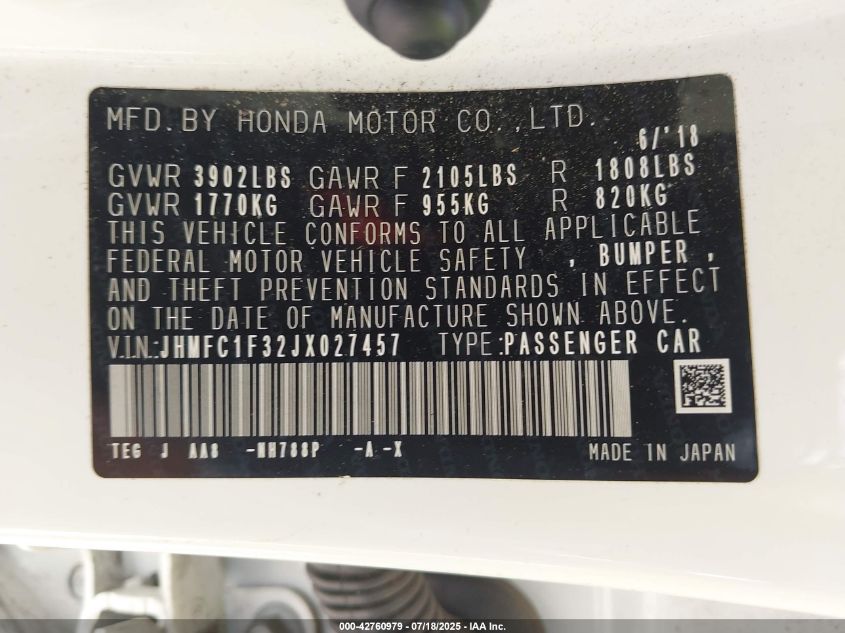 MFD. BY HONDA MOTOR CO.,LTD. 6/'18
GVWR 3902LBS GAWR F 2105LBS R 1808LBS
GVWR 1770KG GAWR F 955KG R 820KG
THIS VEHICLE CONFORMS TO ALL APPLICABLE
FEDERAL MOTOR VEHICLE SAFETY , BUMPER ,
AND THEFT PREVENTION STANDARDS IN EFFECT
ON THE DATE OF MANUFACTURE SHOWN ABOVE.
V.I.N.:JHMFC1F32JX027457 TYPE:PASSENGER CAR
TEG J AA8 -NH788P -A -X MADE IN JAPAN
000-42760979 - 07/18/2025 - IAA Inc.